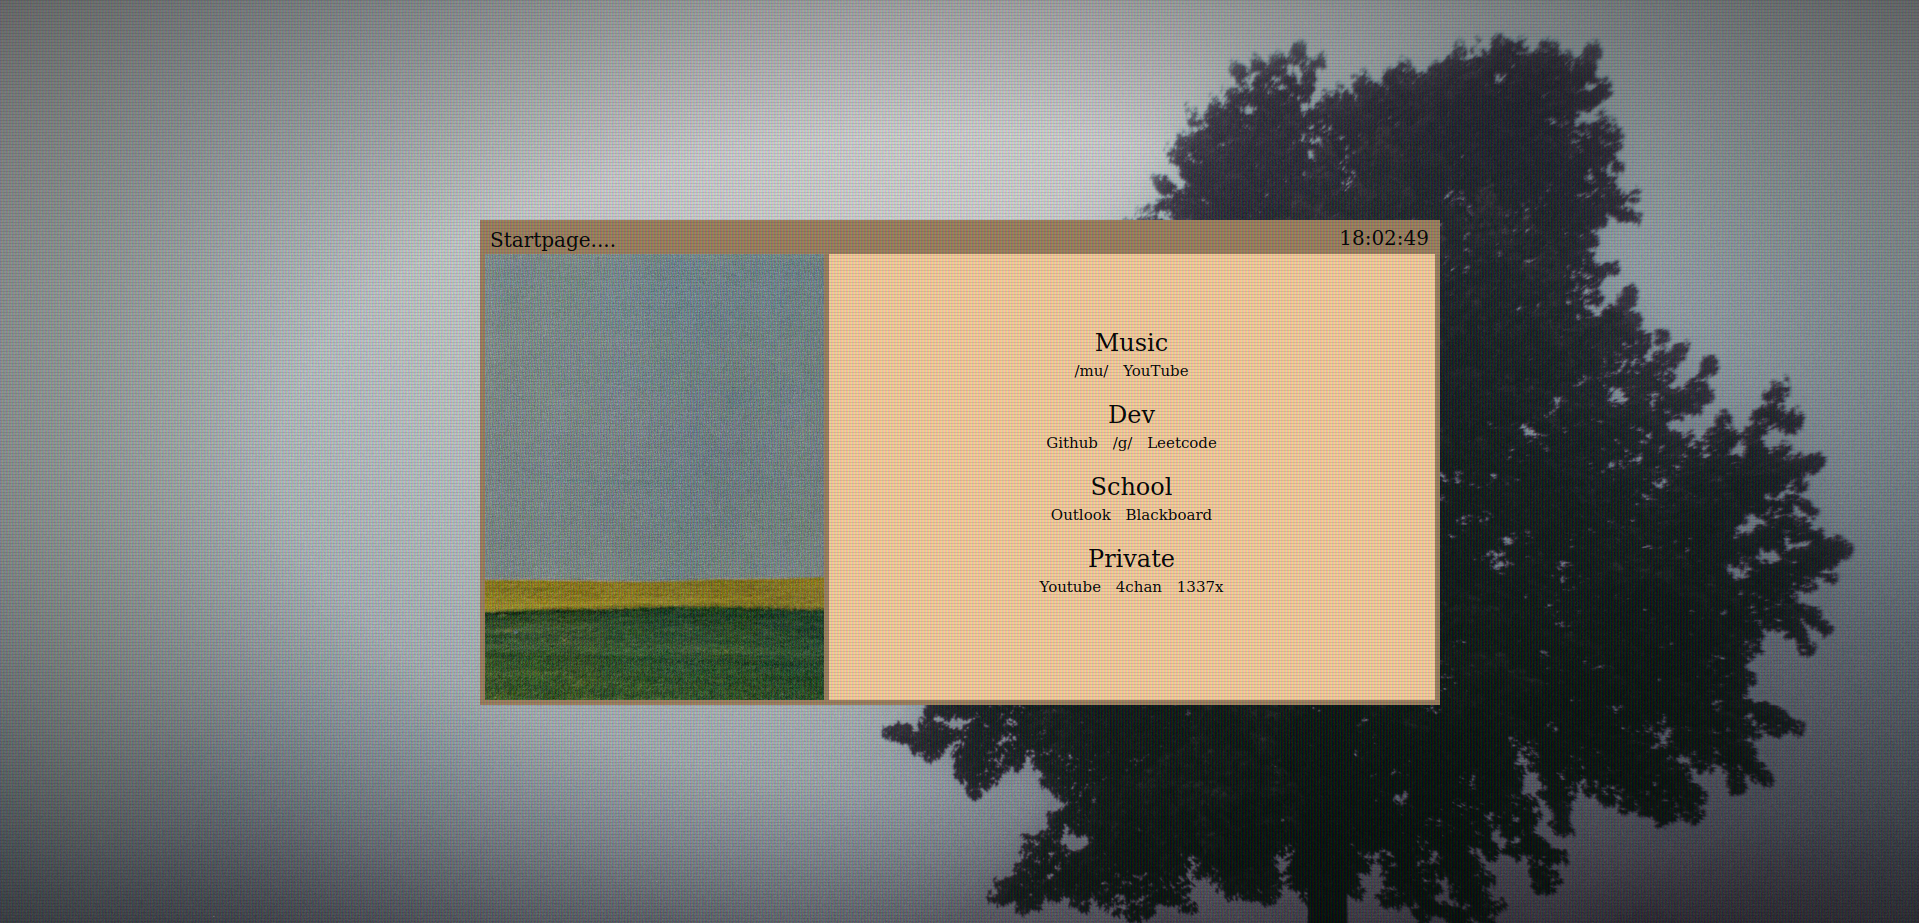 Startpage....
18:02:49
Music
/mu/ YouTube
Dev
Github /g/ Leetcode
School
Outlook Blackboard
Private
Youtube 4chan 1337x